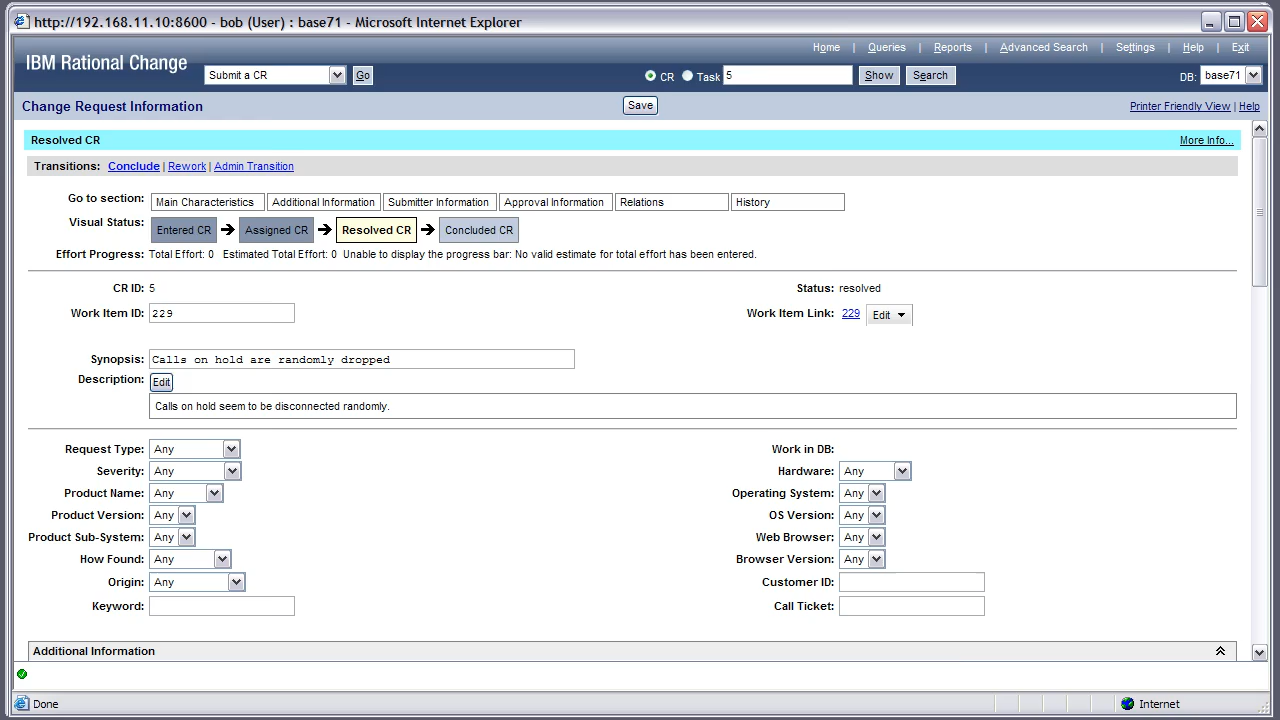 http://192.168.11.10:8600 - bob (User) : base71 - Microsoft Internet Explorer
Home | Queries | Reports | Advanced Search | Settings | Help | Exit
IBM Rational Change Submit a CR Go CR Task 5 Show Search DB: base71
Change Request Information Save Printer Friendly View | Help
Resolved CR More Info...
Transitions: Conclude | Rework | Admin Transition
Go to section: Main Characteristics Additional Information Submitter Information Approval Information Relations History
Visual Status: Entered CR Assigned CR Resolved CR Concluded CR
Effort Progress: Total Effort: 0 Estimated Total Effort: 0 Unable to display the progress bar: No valid estimate for total effort has been entered.
CR ID: 5 Status: resolved
Work Item ID: 229 Work Item Link: 229 Edit
Synopsis: Calls on hold are randomly dropped
Description: Edit
Calls on hold seem to be disconnected randomly.
Request Type: Any Work in DB:
Severity: Any Hardware: Any
Product Name: Any Operating System: Any
Product Version: Any OS Version: Any
Product Sub-System: Any Web Browser: Any
How Found: Any Browser Version: Any
Origin: Any Customer ID:
Keyword: Call Ticket:
Additional Information
Done Internet